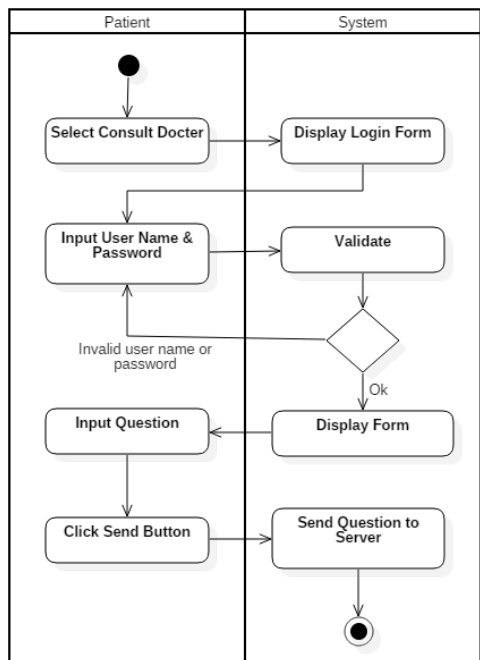 Patient
System
Select Consult Docter
Display Login Form
Input User Name &
Password
Validate
Invalid user name or
password
Ok
Input Question
Display Form
Click Send Button
Send Question to
Server